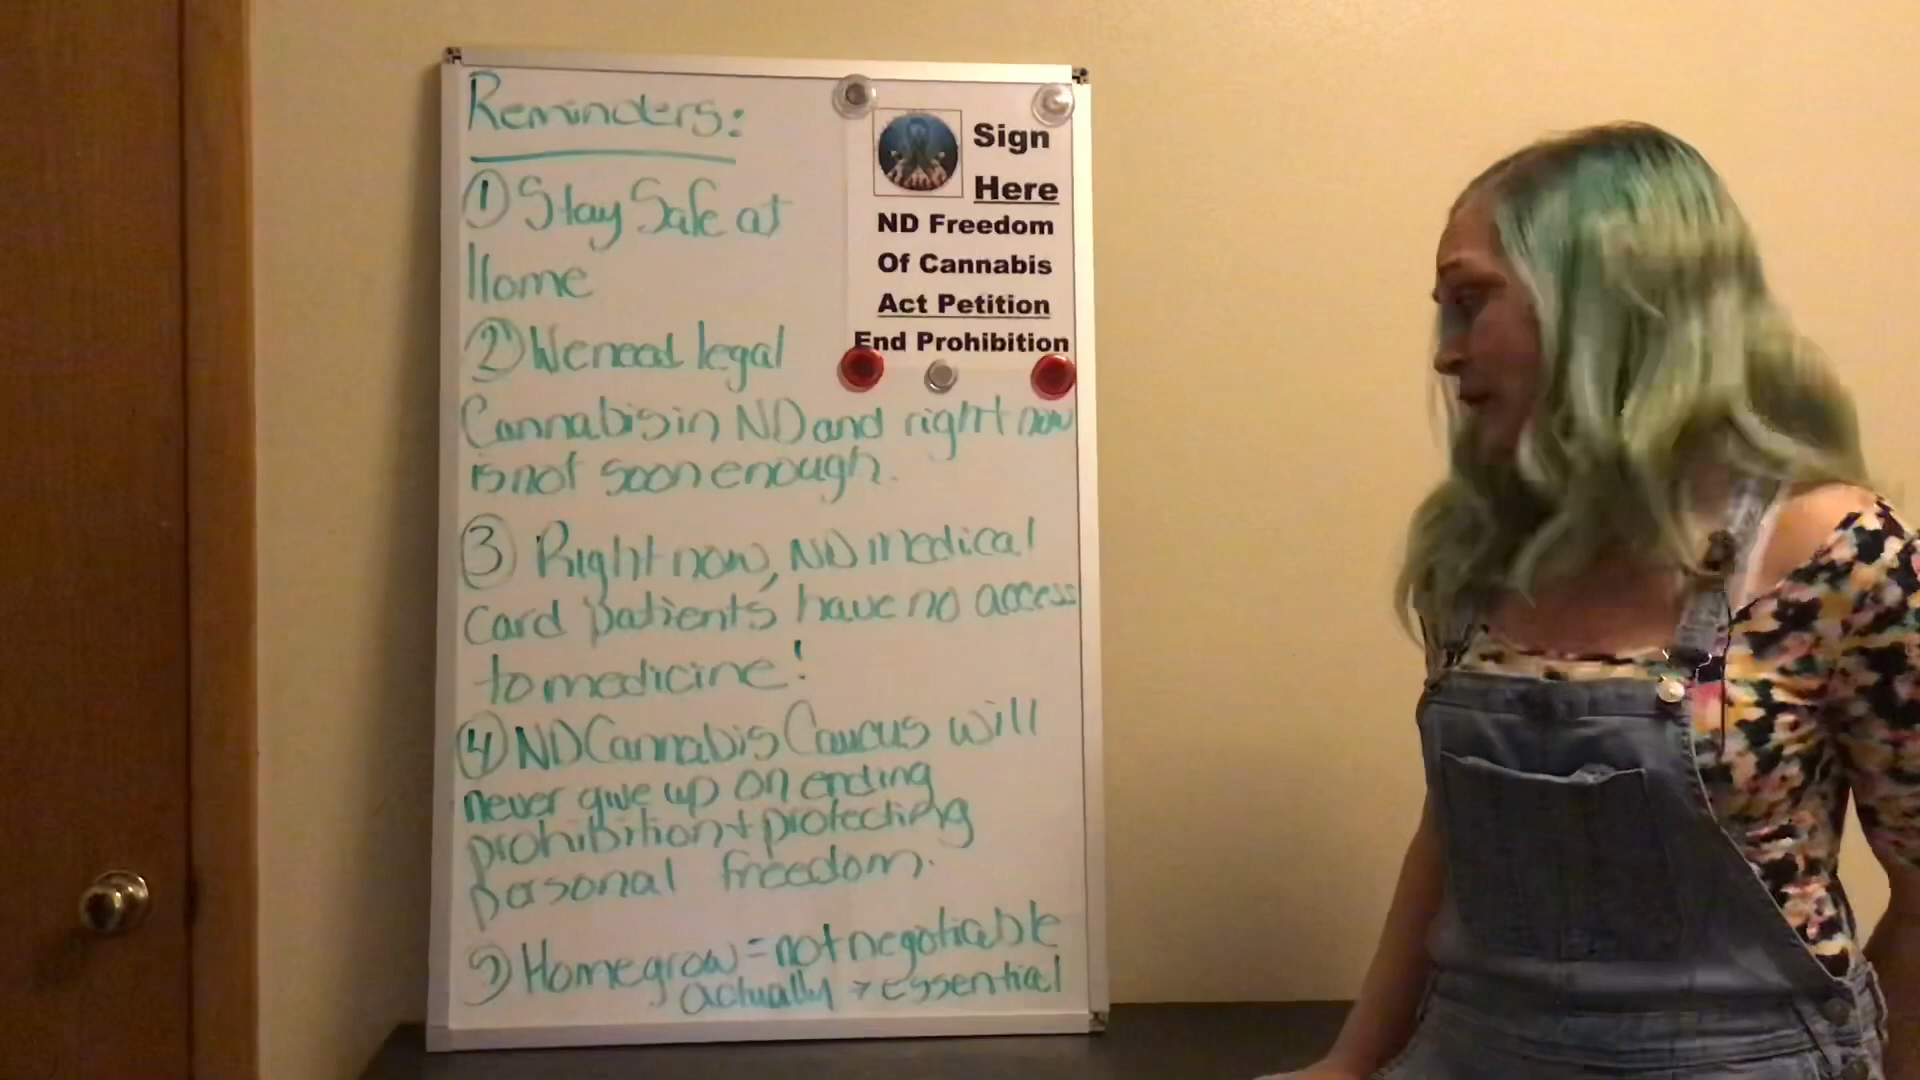 Reminders:
① Stay Safe at
Home
② We need legal
Cannabis in ND and right now
is not soon enough.
③ Right now, ND medical
card patients have no access
to medicine!
④ ND Cannabis Caucus will
never give up on ending
prohibition + protecting
personal freedom.
5) Homegrow = not negotiable
actually → essential
Sign
Here
ND Freedom
Of Cannabis
Act Petition
End Prohibition